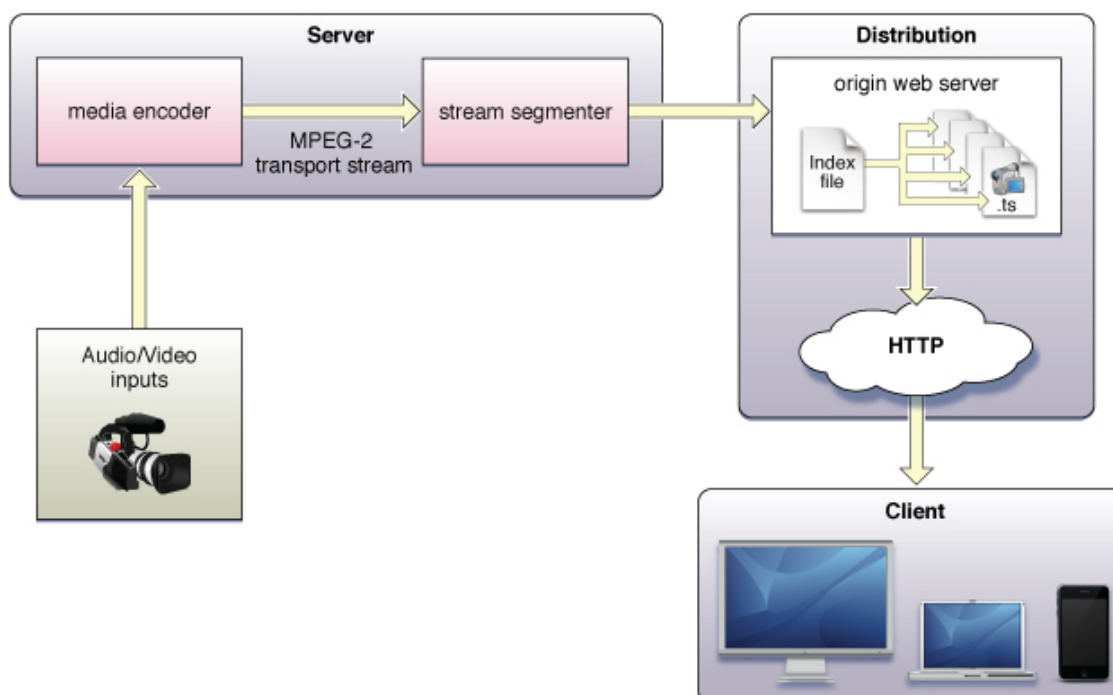 Server
media encoder
MPEG-2
transport stream
stream segmenter
Audio/Video
inputs
Distribution
origin web server
Index
file
.ts
HTTP
Client